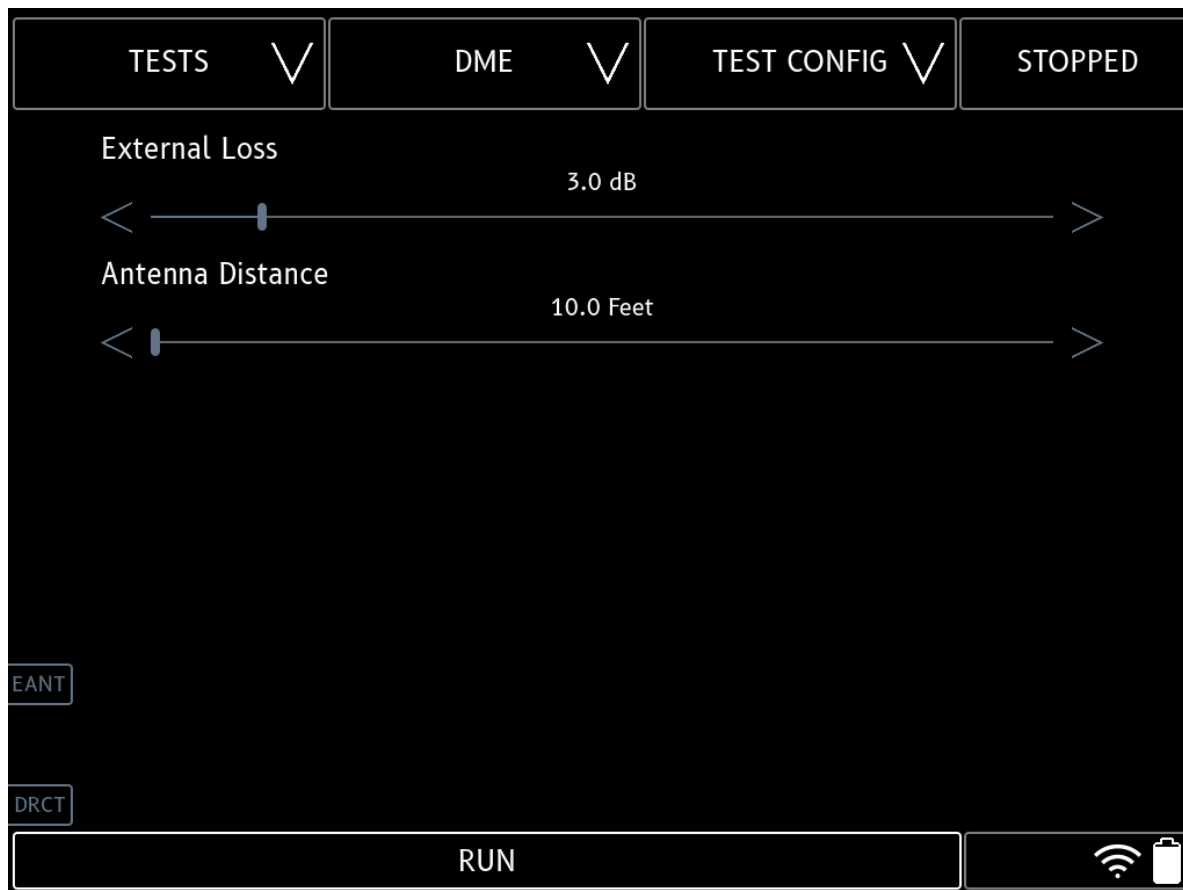 TESTS
DME
TEST CONFIG
STOPPED
External Loss
3.0 dB
Antenna Distance
10.0 Feet
EANT
DRCT
RUN